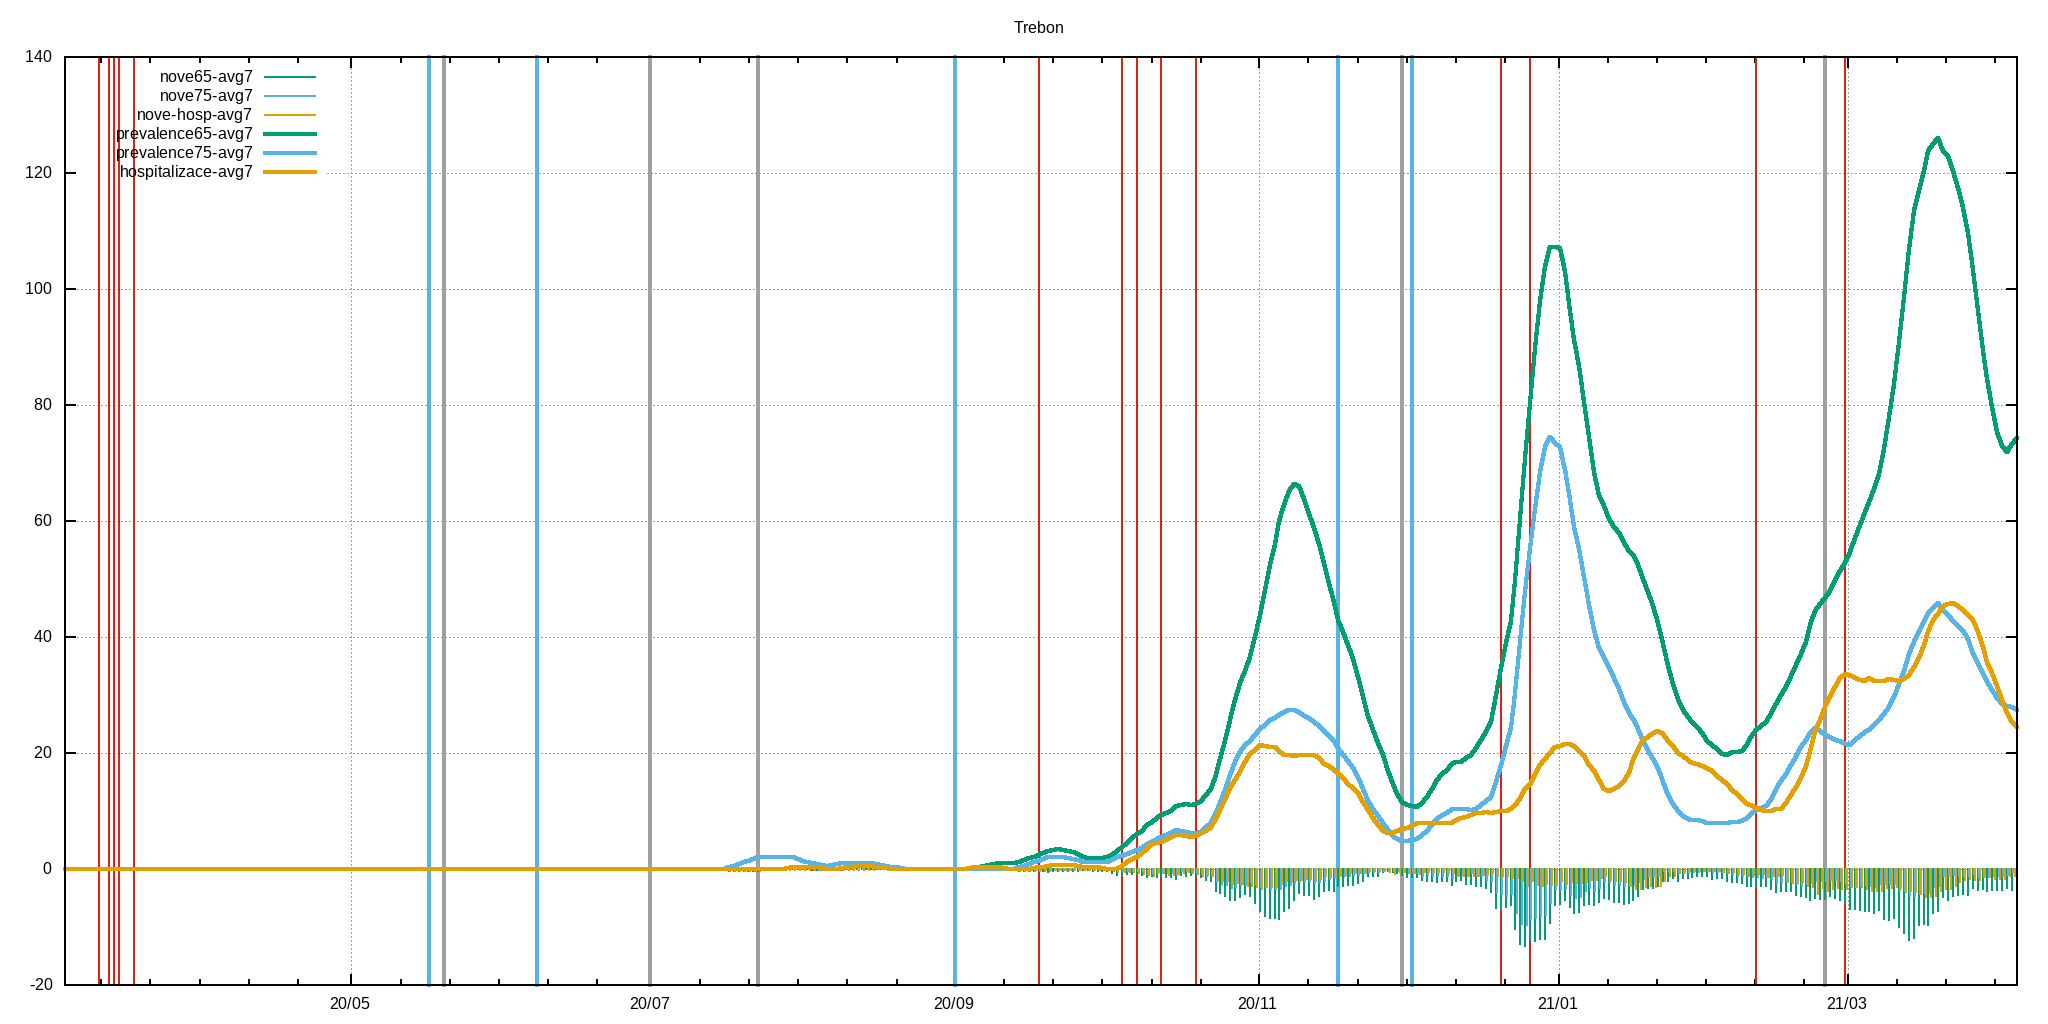 Trebon
140
120
100
80
60
40
20
0
-20
nove65-avg7
nove75-avg7
nove-hosp-avg7
prevalence65-avg7
prevalence75-avg7
hospitalizace-avg7
20/05 20/07 20/09 20/11 21/01 21/03